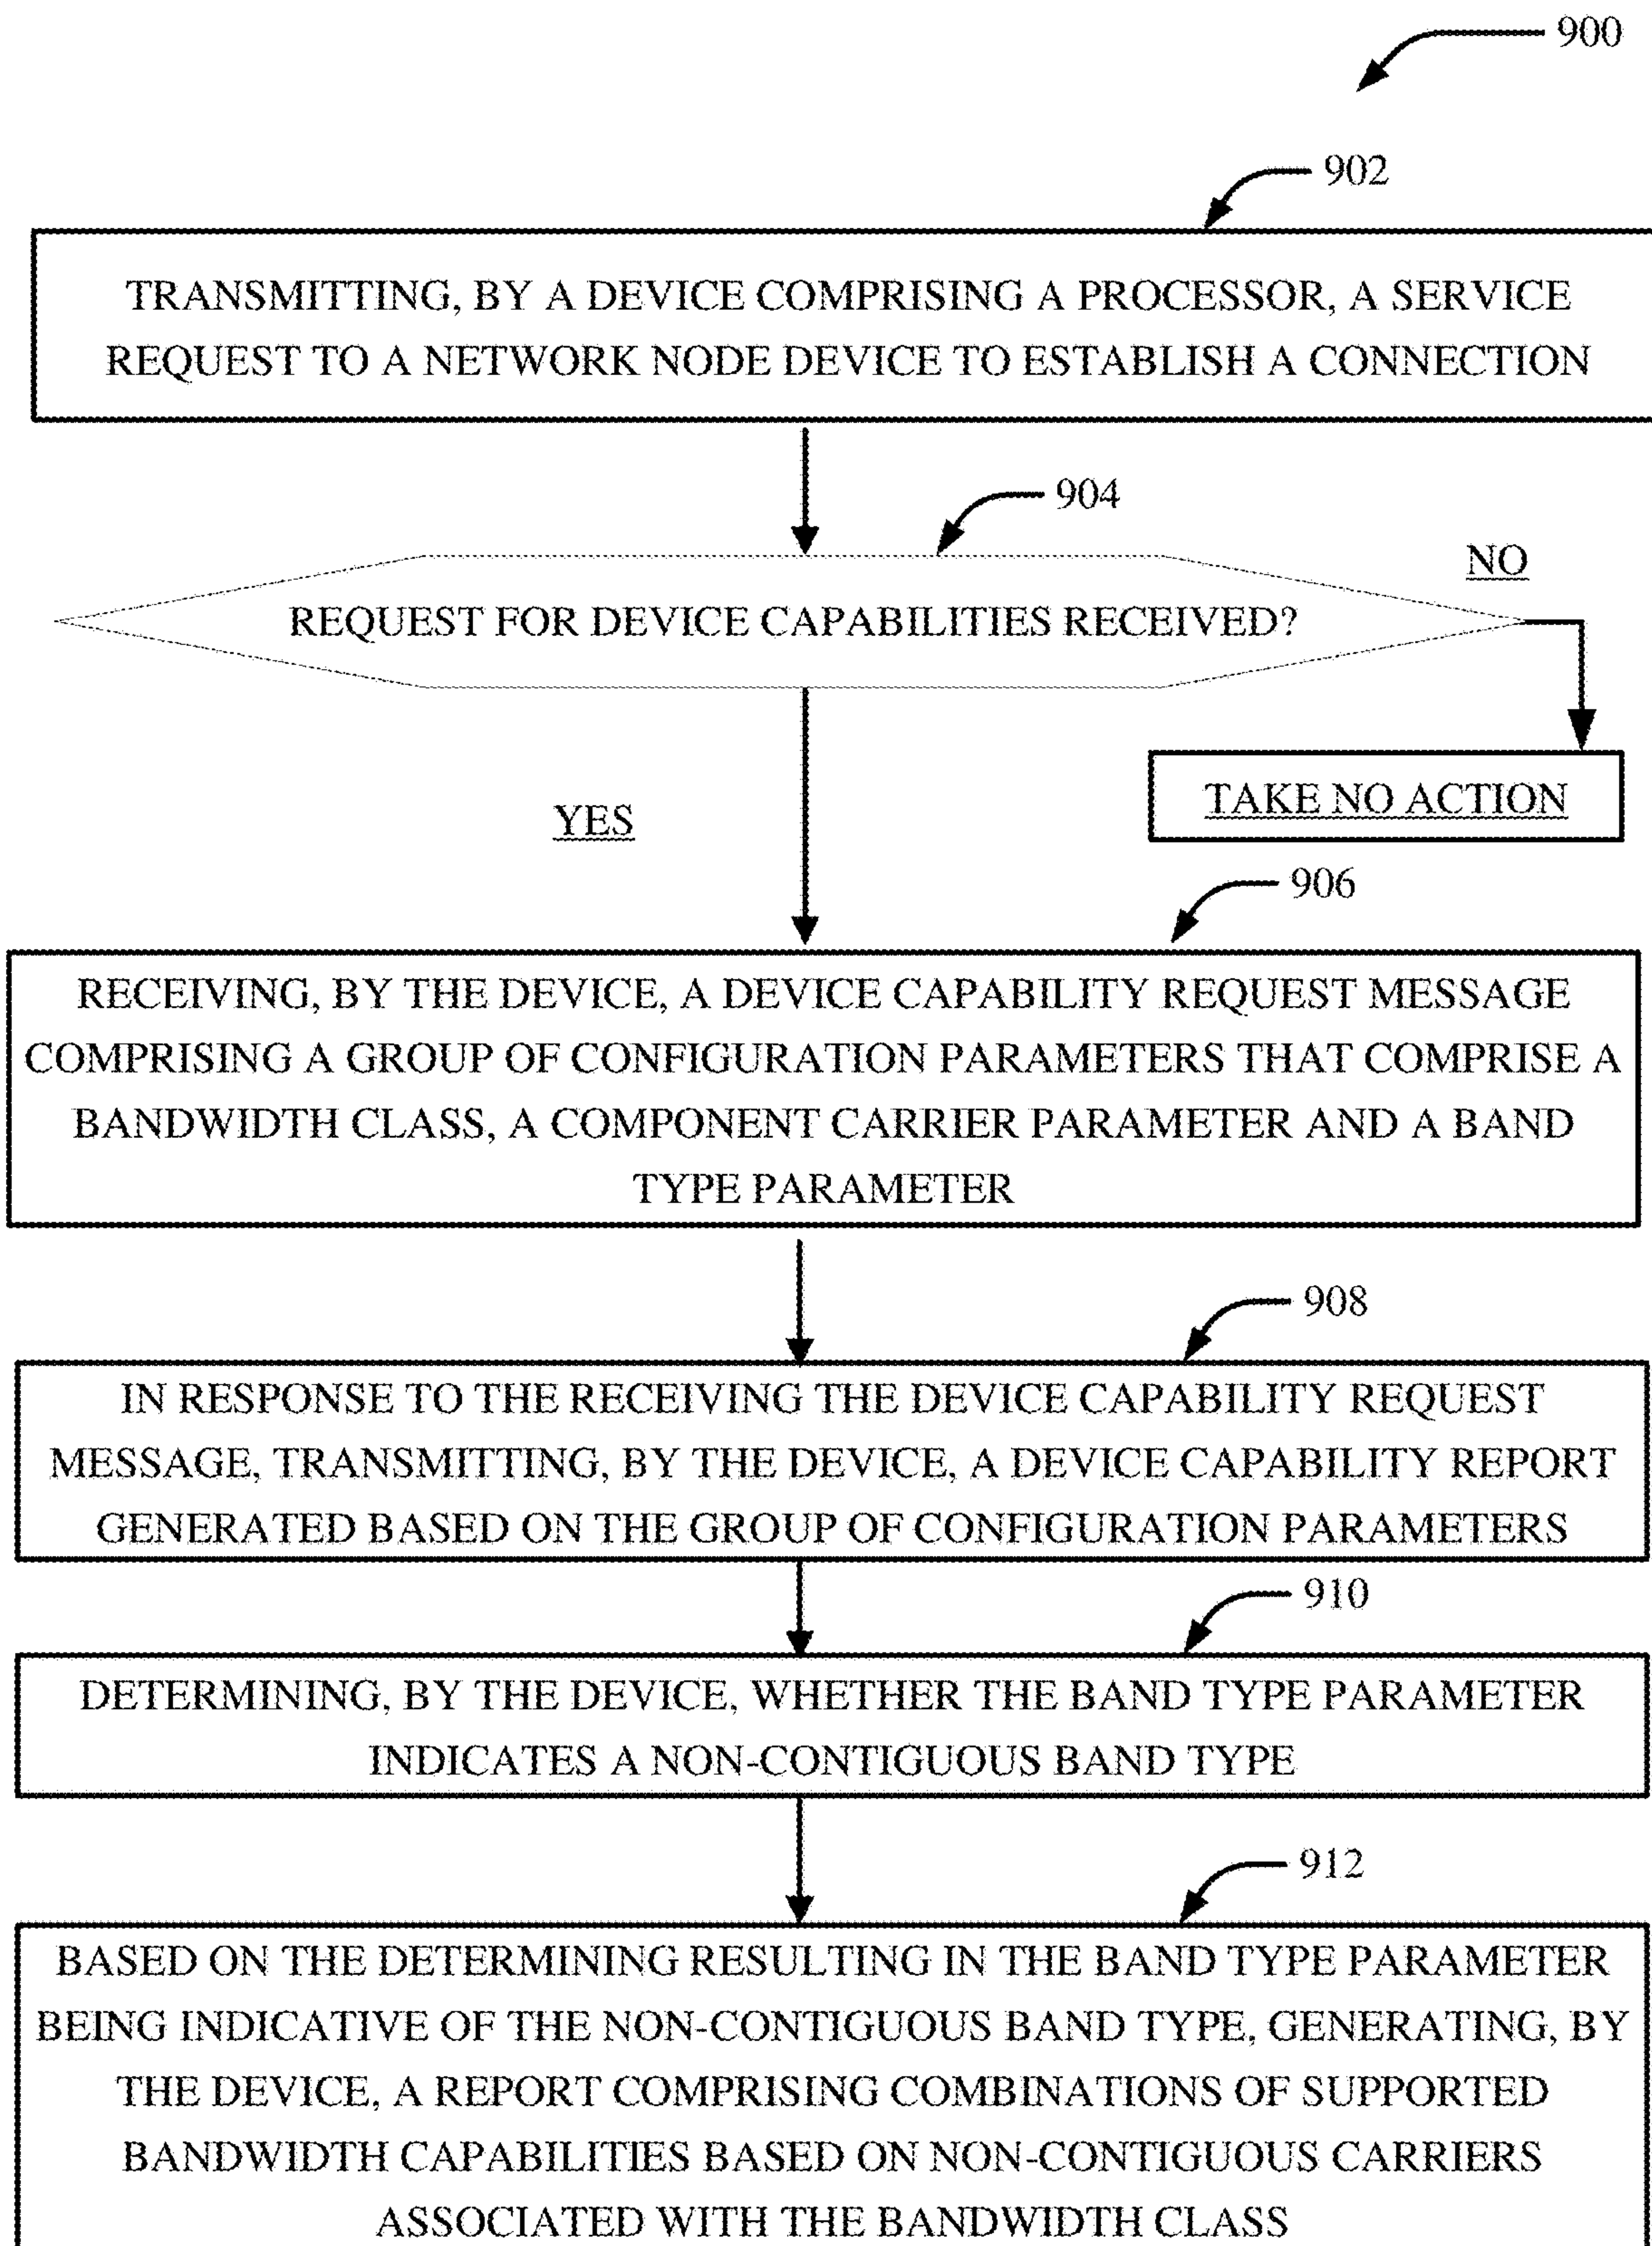 900
902
TRANSMITTING, BY A DEVICE COMPRISING A PROCESSOR, A SERVICE
REQUEST TO A NETWORK NODE DEVICE TO ESTABLISH A CONNECTION
904
NO
REQUEST FOR DEVICE CAPABILITIES RECEIVED?
TAKE NO ACTION
YES
906
RECEIVING, BY THE DEVICE, A DEVICE CAPABILITY REQUEST MESSAGE
COMPRISING A GROUP OF CONFIGURATION PARAMETERS THAT COMPRISE A
BANDWIDTH CLASS, A COMPONENT CARRIER PARAMETER AND A BAND
TYPE PARAMETER
908
IN RESPONSE TO THE RECEIVING THE DEVICE CAPABILITY REQUEST
MESSAGE, TRANSMITTING, BY THE DEVICE, A DEVICE CAPABILITY REPORT
GENERATED BASED ON THE GROUP OF CONFIGURATION PARAMETERS
910
DETERMINING, BY THE DEVICE, WHETHER THE BAND TYPE PARAMETER
INDICATES A NON-CONTIGUOUS BAND TYPE
912
BASED ON THE DETERMINING RESULTING IN THE BAND TYPE PARAMETER
BEING INDICATIVE OF THE NON-CONTIGUOUS BAND TYPE, GENERATING, BY
THE DEVICE, A REPORT COMPRISING COMBINATIONS OF SUPPORTED
BANDWIDTH CAPABILITIES BASED ON NON-CONTIGUOUS CARRIERS
ASSOCIATED WITH THE BANDWIDTH CLASS